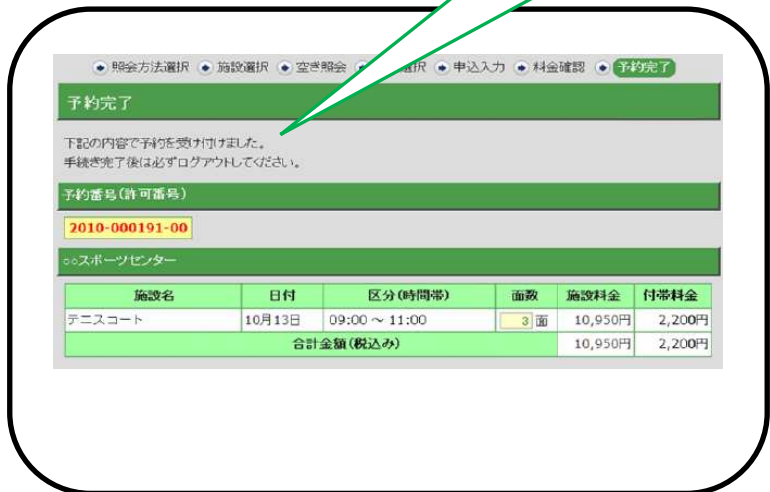 照会方法選択 施設選択 空き照会 選択 申込入力 料金確認 予約完了
予約完了
下記の内容で予約を受け付けました。
手続き完了後は必ずログアウトしてください。
予約番号(許可番号)
2010-000191-00
○○スポーツセンター
施設名 日付 区分(時間帯) 面数 施設料金 付帯料金
テニスコート 10月13日 09:00 ～ 11:00 3 面 10,950円 2,200円
合計金額(税込み) 10,950円 2,200円